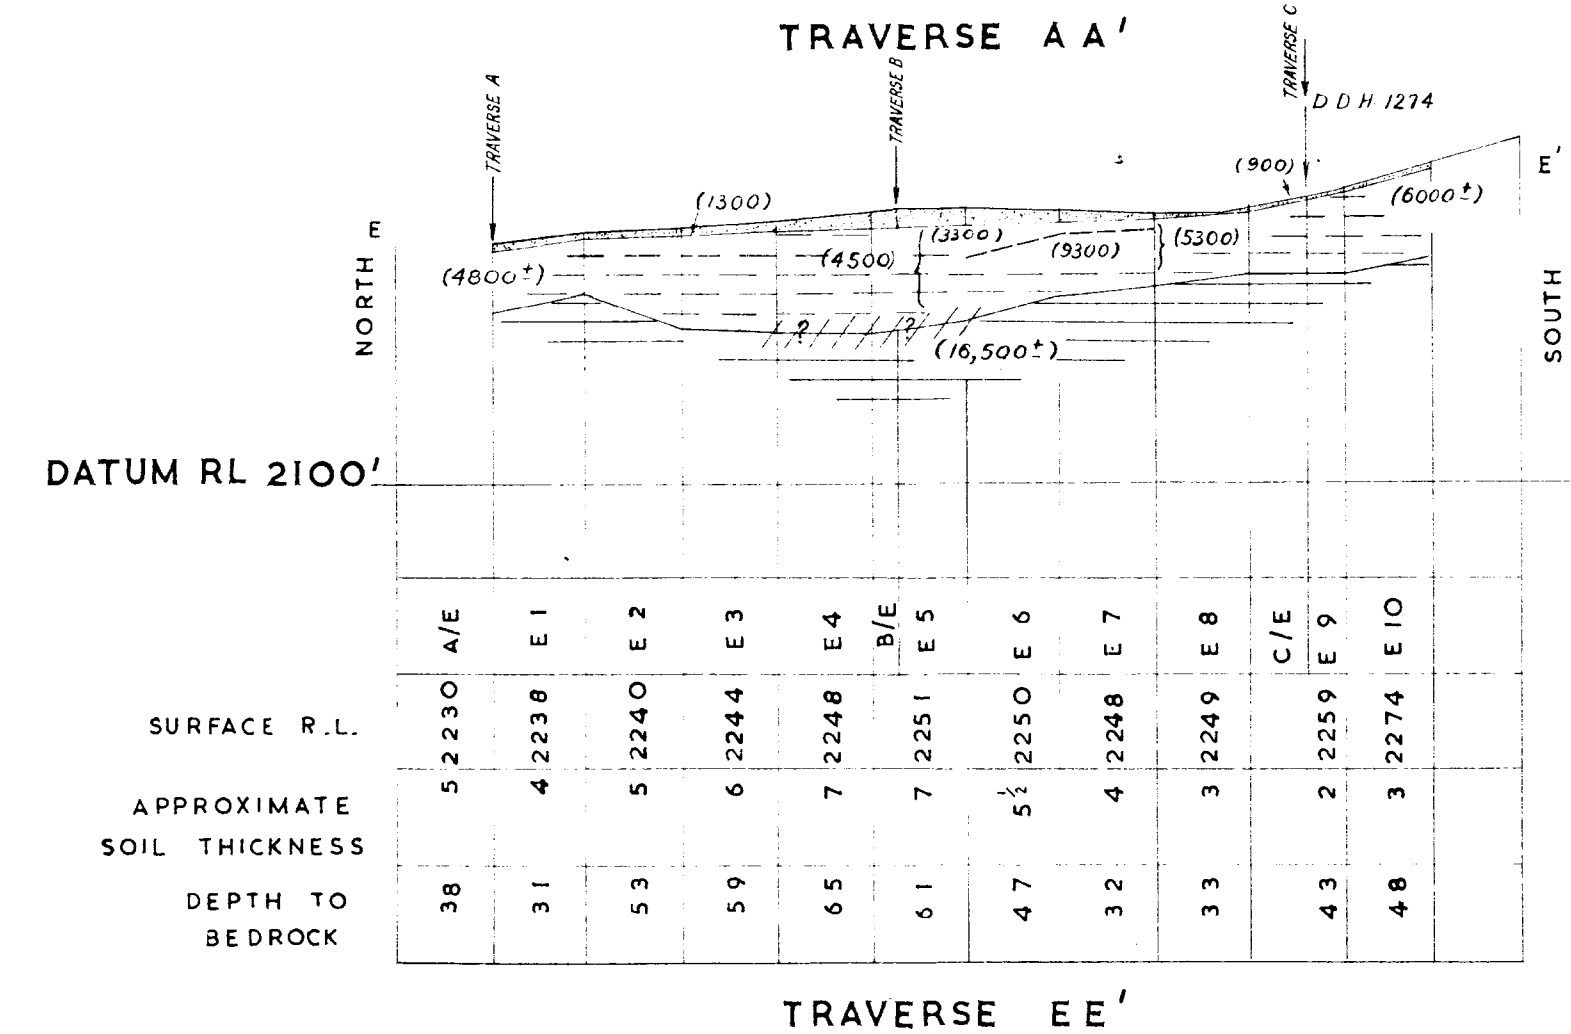 TRAVERSE A A'
TRAVERSE A
TRAVERSE B
TRAVERSE C
D D H 1274
E
E'
NORTH
SOUTH
(1300)
(900)
(6000±)
(4800±)
(4500)
(3300)
(9300)
(5300)
? ?
(16,500±)
DATUM RL 2100'
A/E E 1 E 2 E 3 E 4 B/E E 5 E 6 E 7 E 8 C/E E 9 E 10
SURFACE R.L. 2230 2238 2240 2244 2248 2251 2250 2248 2249 2259 2274
APPROXIMATE
SOIL THICKNESS 5 4 5 6 7 7 5½ 4 3 2 3
DEPTH TO
BEDROCK 38 31 53 59 65 61 47 32 33 43 48
TRAVERSE E E'